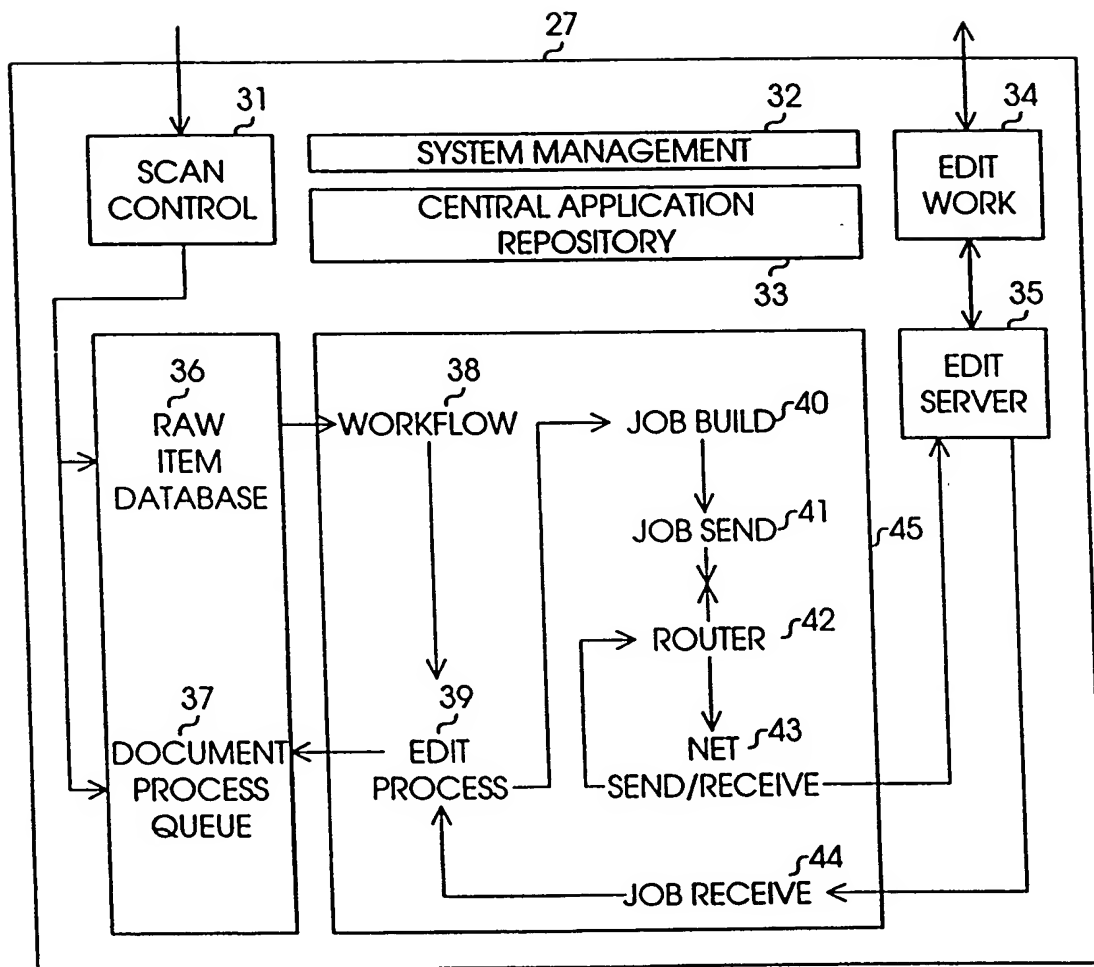 27
31
SCAN
CONTROL
32
SYSTEM MANAGEMENT
CENTRAL APPLICATION
REPOSITORY
33
34
EDIT
WORK
35
EDIT
SERVER
36
RAW
ITEM
DATABASE
37
DOCUMENT
PROCESS
QUEUE
38
WORKFLOW
39
EDIT
PROCESS
JOB BUILD 40
JOB SEND 41
45
ROUTER 42
NET 43
SEND/RECEIVE
44
JOB RECEIVE